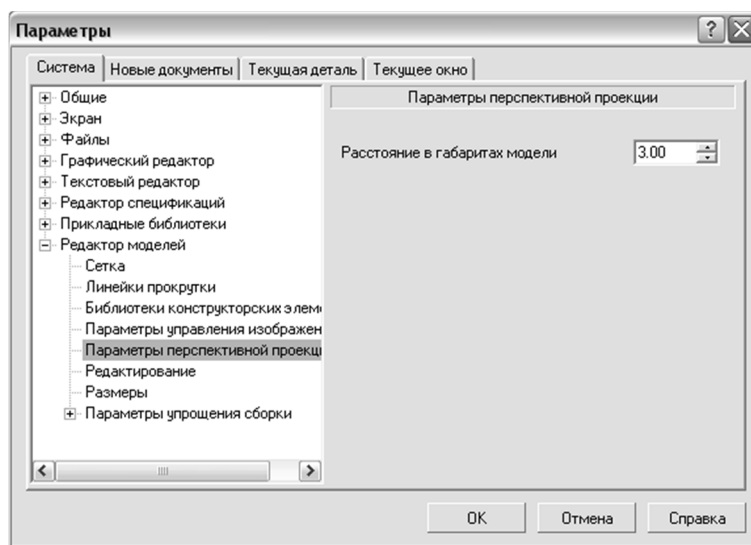 Параметры
Система
Новые документы
Текущая деталь
Текущее окно
Общие
Экран
Файлы
Графический редактор
Текстовый редактор
Редактор спецификаций
Прикладные библиотеки
Редактор моделей
Сетка
Линейки прокрутки
Библиотеки конструкторских элеме
Параметры управления изображен
Параметры перспективной проекци
Редактирование
Размеры
Параметры упрощения сборки
Параметры перспективной проекции
Расстояние в габаритах модели 3.00
OK Отмена Справка